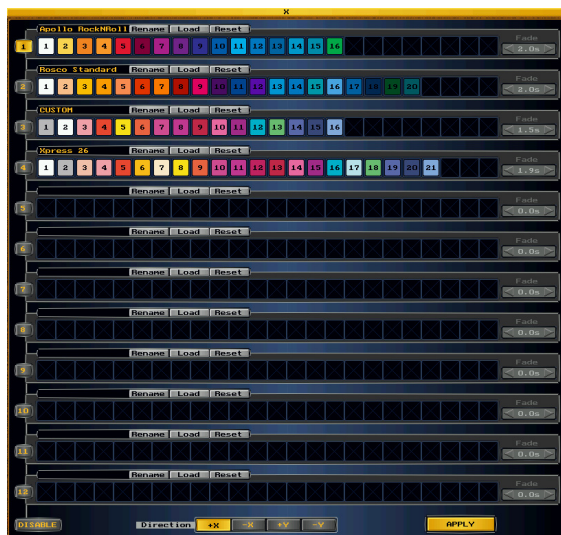 X
Apollo RockNRoll Rename Load Reset
Fade
1 1 2 3 4 5 6 7 8 9 10 11 12 13 14 15 16 2.0s
Rosco Standard Rename Load Reset
Fade
2 1 2 3 4 5 6 7 8 9 10 11 12 13 14 15 16 17 18 19 20 2.0s
CUSTOM Rename Load Reset
Fade
3 1 2 3 4 5 6 7 8 9 10 11 12 13 14 15 16 1.5s
Xpress 26 Rename Load Reset
Fade
4 1 2 3 4 5 6 7 8 9 10 11 12 13 14 15 16 17 18 19 20 21 1.9s
Rename Load Reset
Fade
5 0.0s
Rename Load Reset
Fade
6 0.0s
Rename Load Reset
Fade
7 0.0s
Rename Load Reset
Fade
8 0.0s
Rename Load Reset
Fade
9 0.0s
Rename Load Reset
Fade
10 0.0s
Rename Load Reset
Fade
11 0.0s
Rename Load Reset
Fade
12 0.0s
DISABLE Direction +X -X +Y -Y APPLY